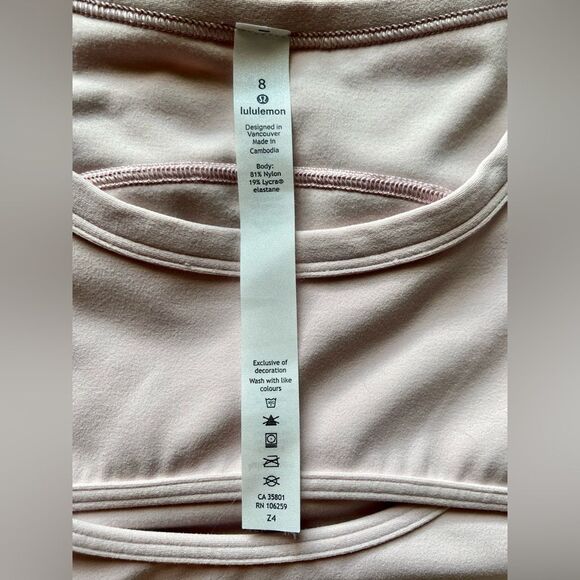 8
lululemon
Designed in
Vancouver
Made in
Cambodia
Body:
81% Nylon
19% Lycra®
elastane
Exclusive of
decoration
Wash with like
colours
CA 35801
RN 106259
Z4